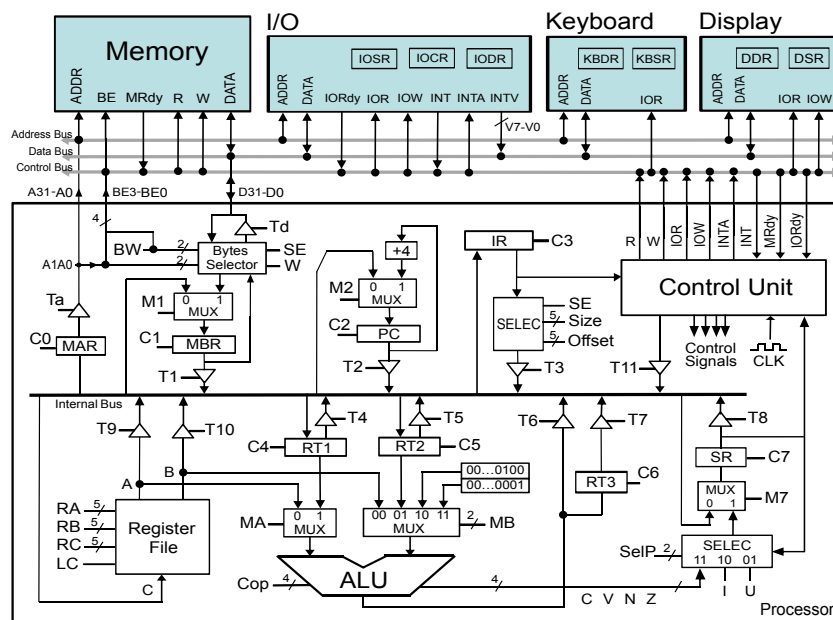 I/O Keyboard Display
Memory
IOSR IOCR IODR
KBDR KBSR
DDR DSR
ADDR BE MRdy R W DATA
ADDR DATA IORdy IOR IOW INT INTA INTV
ADDR DATA IOR
ADDR DATA IOR IOW
V7-V0
Address Bus
Data Bus
Control Bus
A31-A0 BE3-BE0 D31-D0
4
Td
R W IOR IOW INTA INT MRdy IORdy
BW 2 Bytes Selector SE
A1A0 2 W
+4
IR C3
Ta
M1 0 1 MUX
M2 0 1 MUX
SELEC SE
5 Size
5 Offset
Control Unit
C0 MAR
C1 MBR
C2 PC
Control Signals
CLK
T1 T2 T3 T11
Internal Bus
T9 T10 T4 T5 T6 T7 T8
C4 RT1 RT2 C5
SR C7
A B
00...0100
00...0001
RT3 C6
MUX 0 1 M7
RA 5
RB 5
RC 5
LC
Register File
MA 0 1 MUX
00 01 10 11 MUX 2 MB
SelP 2 SELEC
11 10 01
C
Cop 4 ALU 4
C V N Z
I U
Processor